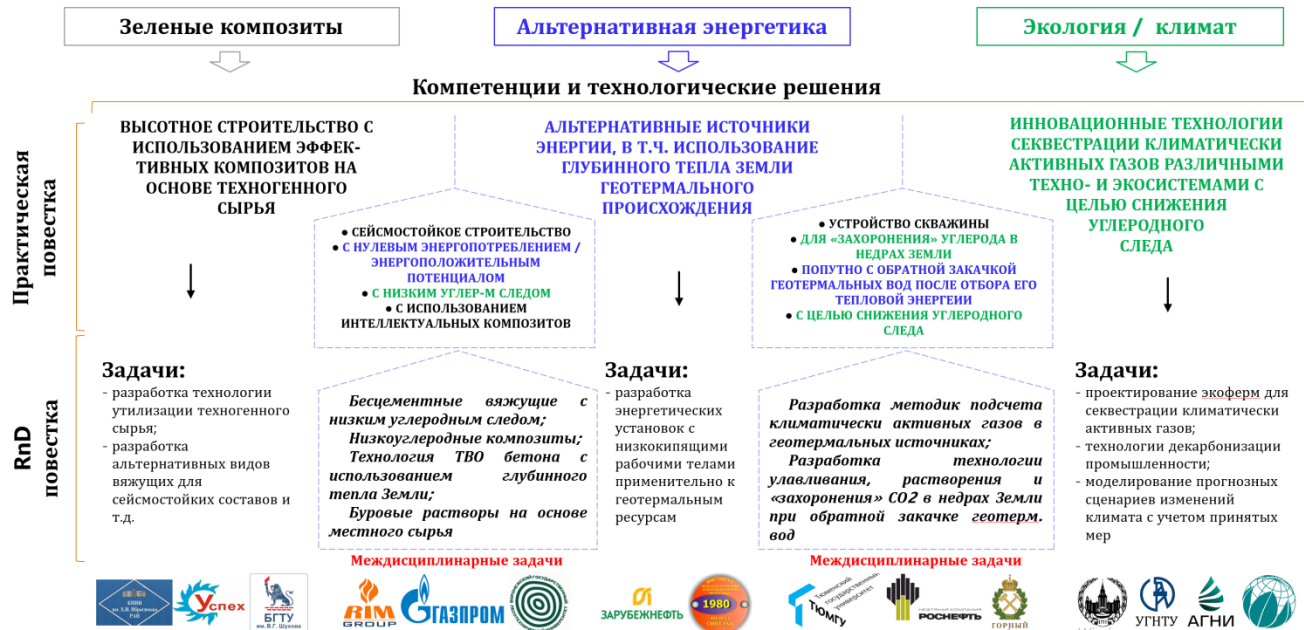 Зеленые композиты
Альтернативная энергетика
Экология / климат
Компетенции и технологические решения
Практическая
повестка
ВЫСОТНОЕ СТРОИТЕЛЬСТВО С
ИСПОЛЬЗОВАНИЕМ ЭФФЕК-
ТИВНЫХ КОМПОЗИТОВ НА
ОСНОВЕ ТЕХНОГЕННОГО
СЫРЬЯ
● СЕЙСМОСТОЙКОЕ СТРОИТЕЛЬСТВО
● С НУЛЕВЫМ ЭНЕРГОПОТРЕБЛЕНИЕМ /
ЭНЕРГОПОЛОЖИТЕЛЬНЫМ
ПОТЕНЦИАЛОМ
● С НИЗКИМ УГЛЕР-М СЛЕДОМ
● С ИСПОЛЬЗОВАНИЕМ
ИНТЕЛЛЕКТУАЛЬНЫХ КОМПОЗИТОВ
АЛЬТЕРНАТИВНЫЕ ИСТОЧНИКИ
ЭНЕРГИИ, В Т.Ч. ИСПОЛЬЗОВАНИЕ
ГЛУБИННОГО ТЕПЛА ЗЕМЛИ
ГЕОТЕРМАЛЬНОГО
ПРОИСХОЖДЕНИЯ
● УСТРОЙСТВО СКВАЖИНЫ
● ДЛЯ «ЗАХОРОНЕНИЯ» УГЛЕРОДА В
НЕДРАХ ЗЕМЛИ
● ПОПУТНО С ОБРАТНОЙ ЗАКАЧКОЙ
ГЕОТЕРМАЛЬНЫХ ВОД ПОСЛЕ ОТБОРА ЕГО
ТЕПЛОВОЙ ЭНЕРГЕИИ
● С ЦЕЛЬЮ СНИЖЕНИЯ УГЛЕРОДНОГО
СЛЕДА
ИННОВАЦИОННЫЕ ТЕХНОЛОГИИ
СЕКВЕСТРАЦИИ КЛИМАТИЧЕСКИ
АКТИВНЫХ ГАЗОВ РАЗЛИЧНЫМИ
ТЕХНО- И ЭКОСИСТЕМАМИ С
ЦЕЛЬЮ СНИЖЕНИЯ
УГЛЕРОДНОГО
СЛЕДА
RnD
повестка
Задачи:
- разработка технологии
утилизации техногенного
сырья;
- разработка
альтернативных видов
вяжущих для
сейсмостойких составов и
т.д.
Бесцементные вяжущие с
низким углеродным следом;
Низкоуглеродные композиты;
Технология ТВО бетона с
использованием глубинного
тепла Земли;
Буровые растворы на основе
местного сырья
Междисциплинарные задачи
Задачи:
- разработка
энергетических
установок с
низкокипящими
рабочими телами
применительно к
геотермальным
ресурсам
Разработка методик подсчета
климатически активных газов в
геотермальных источниках;
Разработка технологии
улавливания, растворения и
«захоронения» СО2 в недрах Земли
при обратной закачке геотерм.
вод
Междисциплинарные задачи
Задачи:
- проектирование экоферм для
секвестрации климатически
активных газов;
- технологии декарбонизации
промышленности;
- моделирование прогнозных
сценариев изменений
климата с учетом принятых
мер
Успех
БГТУ
им. В.Г. Шухова
RIM
GROUP
ГАЗПРОМ
ЗАРУБЕЖНЕФТЬ
1980
Тюменский
государственный
университет
ТЮМГУ
РОСНЕФТЬ
ГОРНЫЙ
УГНТУ
АГНИ